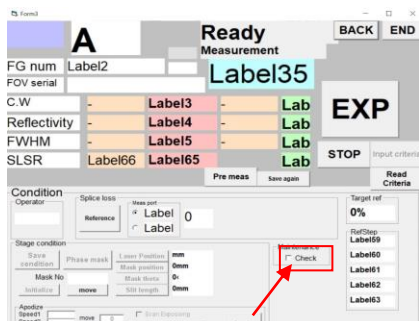 Form3
A
Ready
Measurement
BACK END
FG num Label2
Label35
FOV serial
C.W - Label3 - Lab
Reflectivity - Label4 - Lab
FWHM - Label5 - Lab
SLSR Label66 Label65 Lab
EXP
STOP Input criteria
Pre meas Save again Read Criteria
Condition
Operator Splice loss Meas port Target ref
Reference Label 0 0%
Label
RefStep
Stage condition Maintenance Label59
Save condition Phase mask Laser Position mm Check Label60
Mask position 0mm Label61
Mask No Mask theta 0°
Initialize move Slit length 0mm Label62
Label63
Apodize
Speed1 move 0 Scan Exposing
Speed2